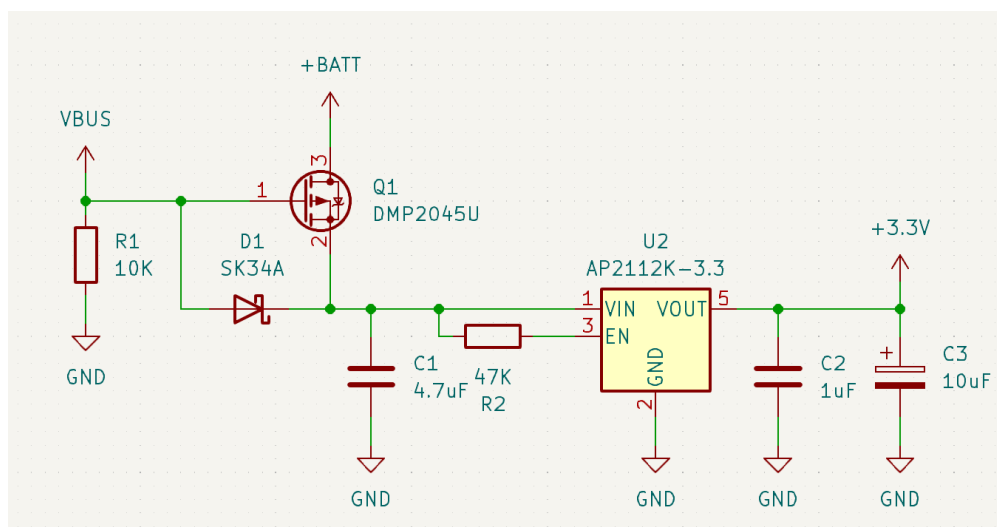 +BATT
VBUS
3
1
Q1
DMP2045U
2
R1
10K
D1
SK34A
U2
AP2112K-3.3
+3.3V
1
VIN
VOUT
5
3
EN
GND
2
GND
C1
4.7uF
47K
R2
C2
1uF
+
C3
10uF
GND
GND
GND
GND